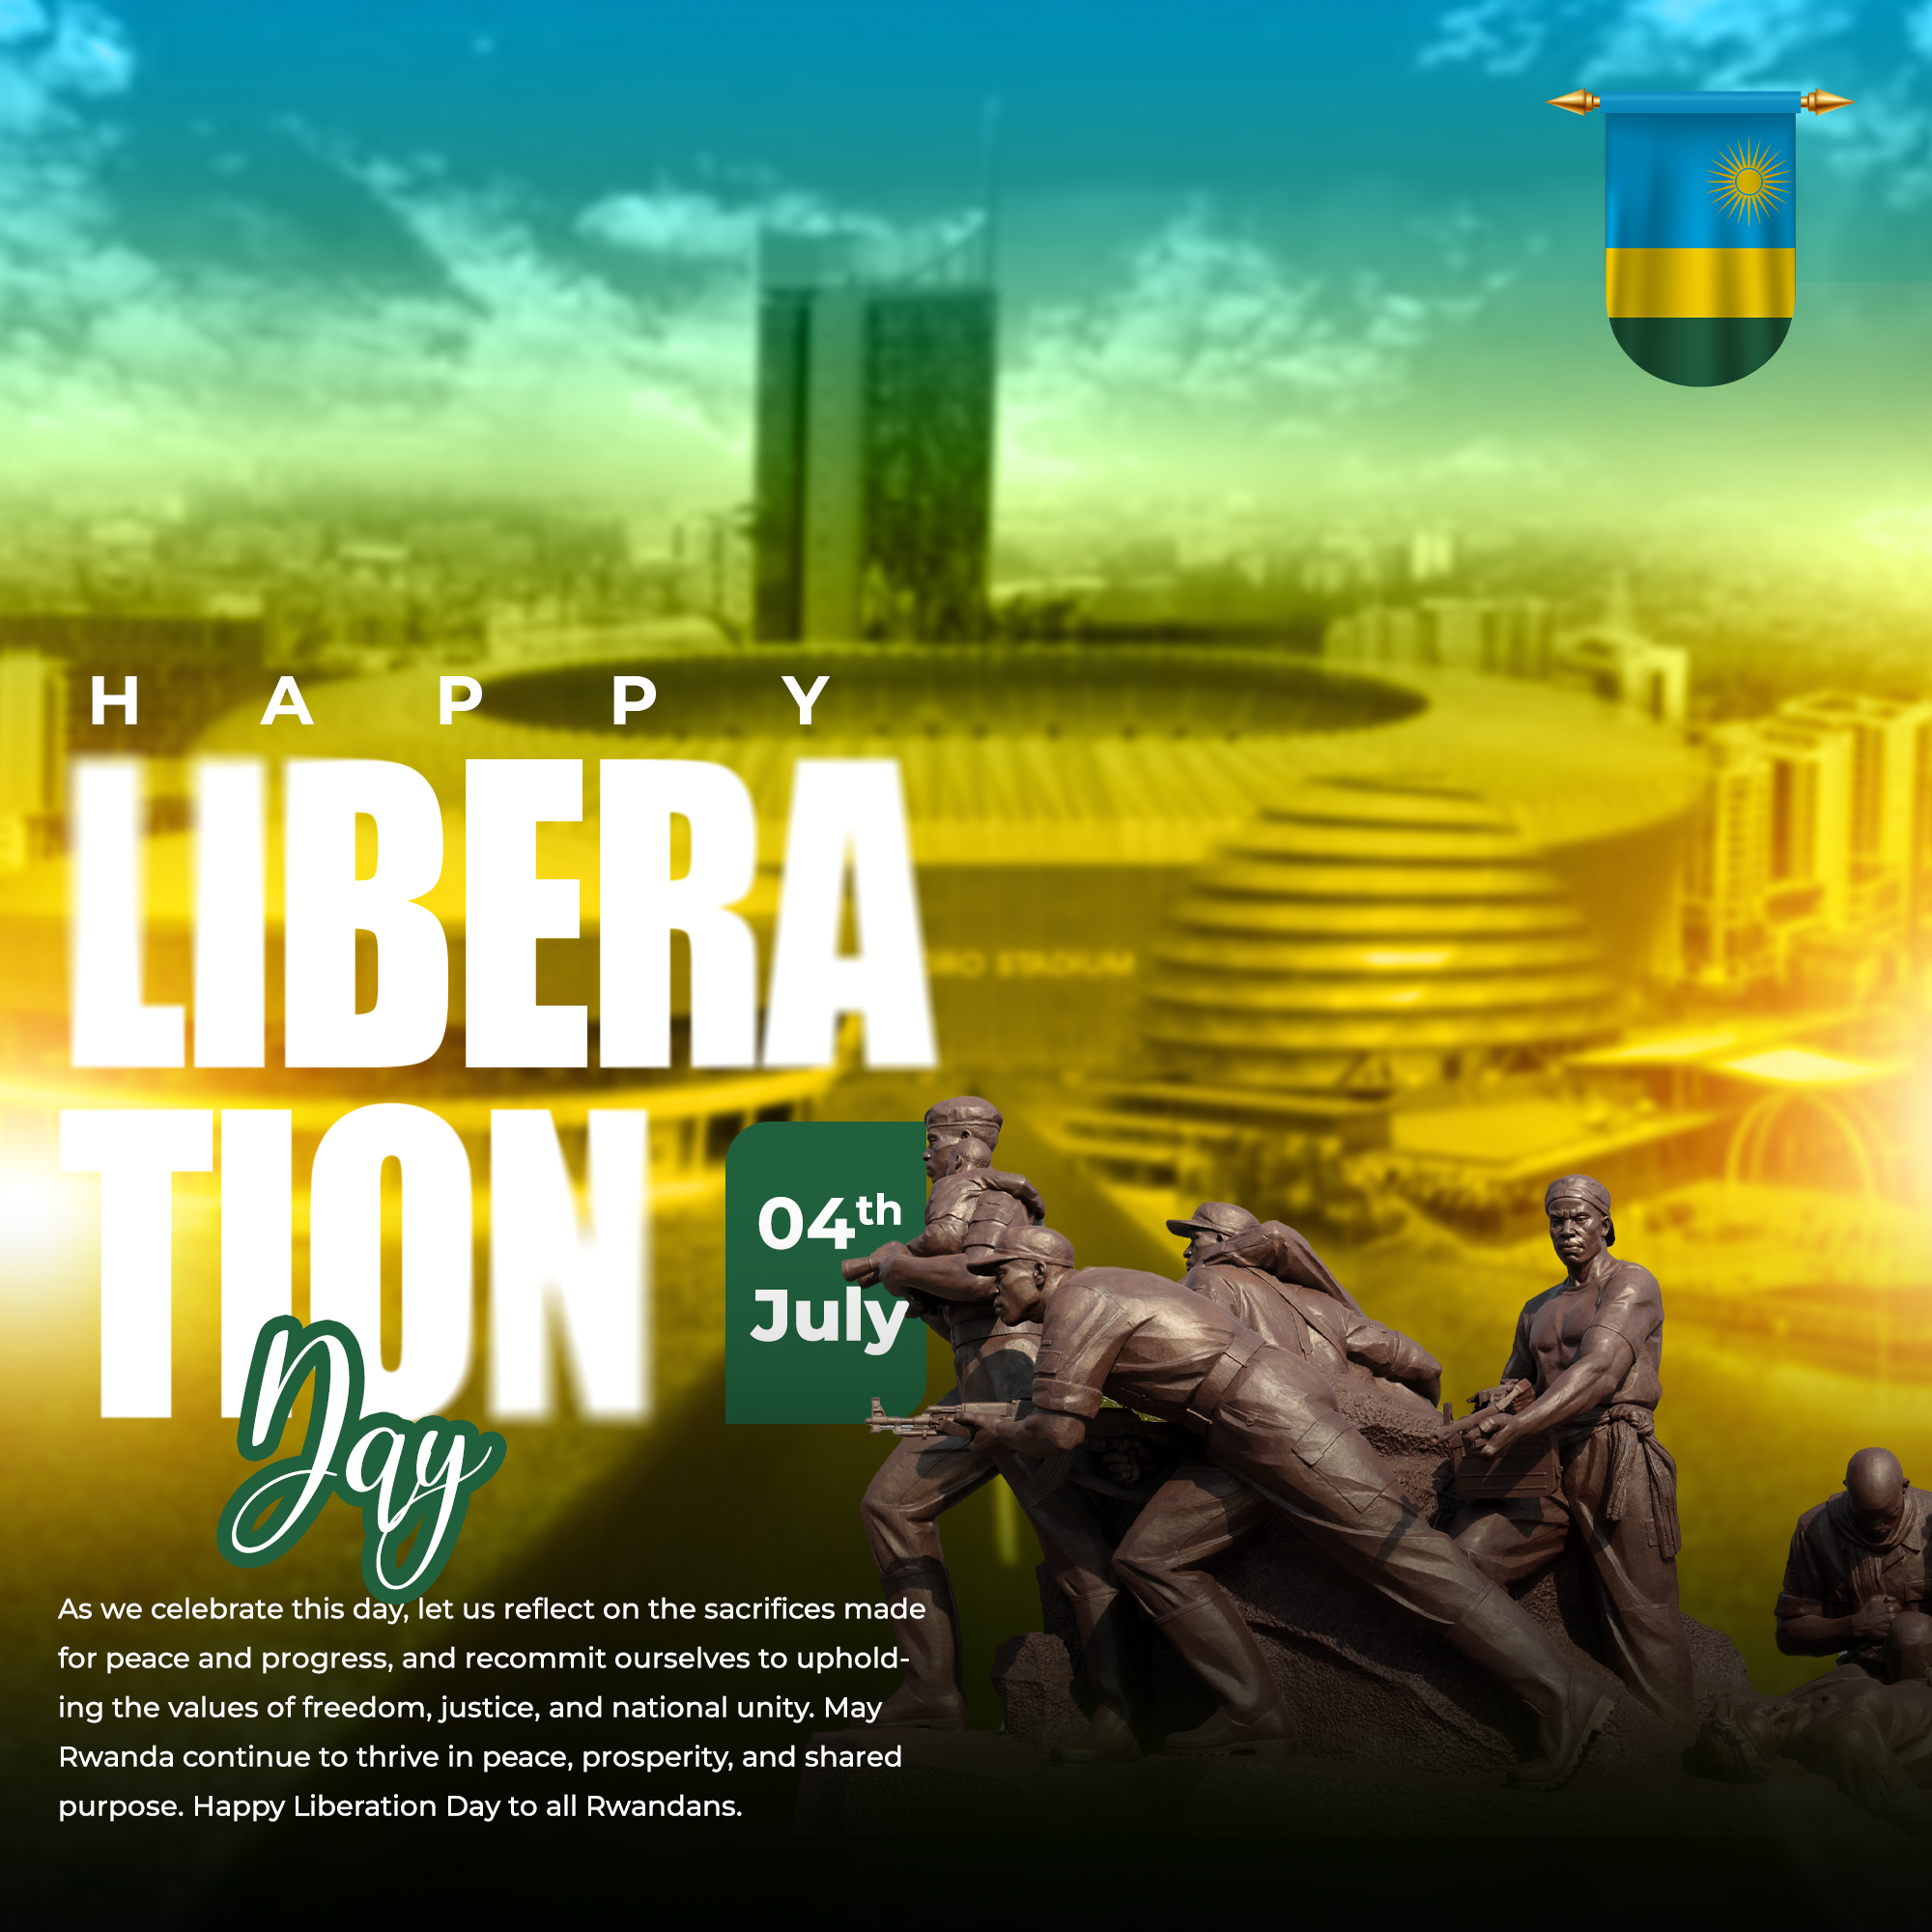 HAPPY
LIBERA
TION
Day
04th
July
STADIUM
As we celebrate this day, let us reflect on the sacrifices made
for peace and progress, and recommit ourselves to uphold-
ing the values of freedom, justice, and national unity. May
Rwanda continue to thrive in peace, prosperity, and shared
purpose. Happy Liberation Day to all Rwandans.